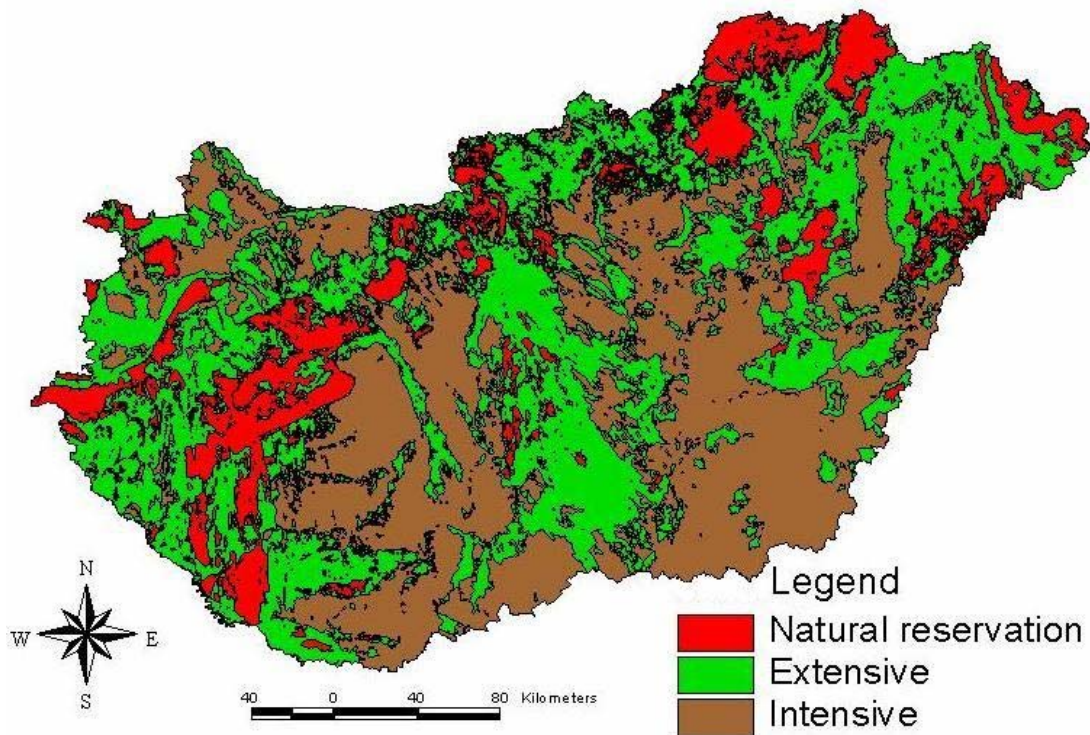 N
W E
S
40 0 40 80 Kilometers
Legend
Natural reservation
Extensive
Intensive